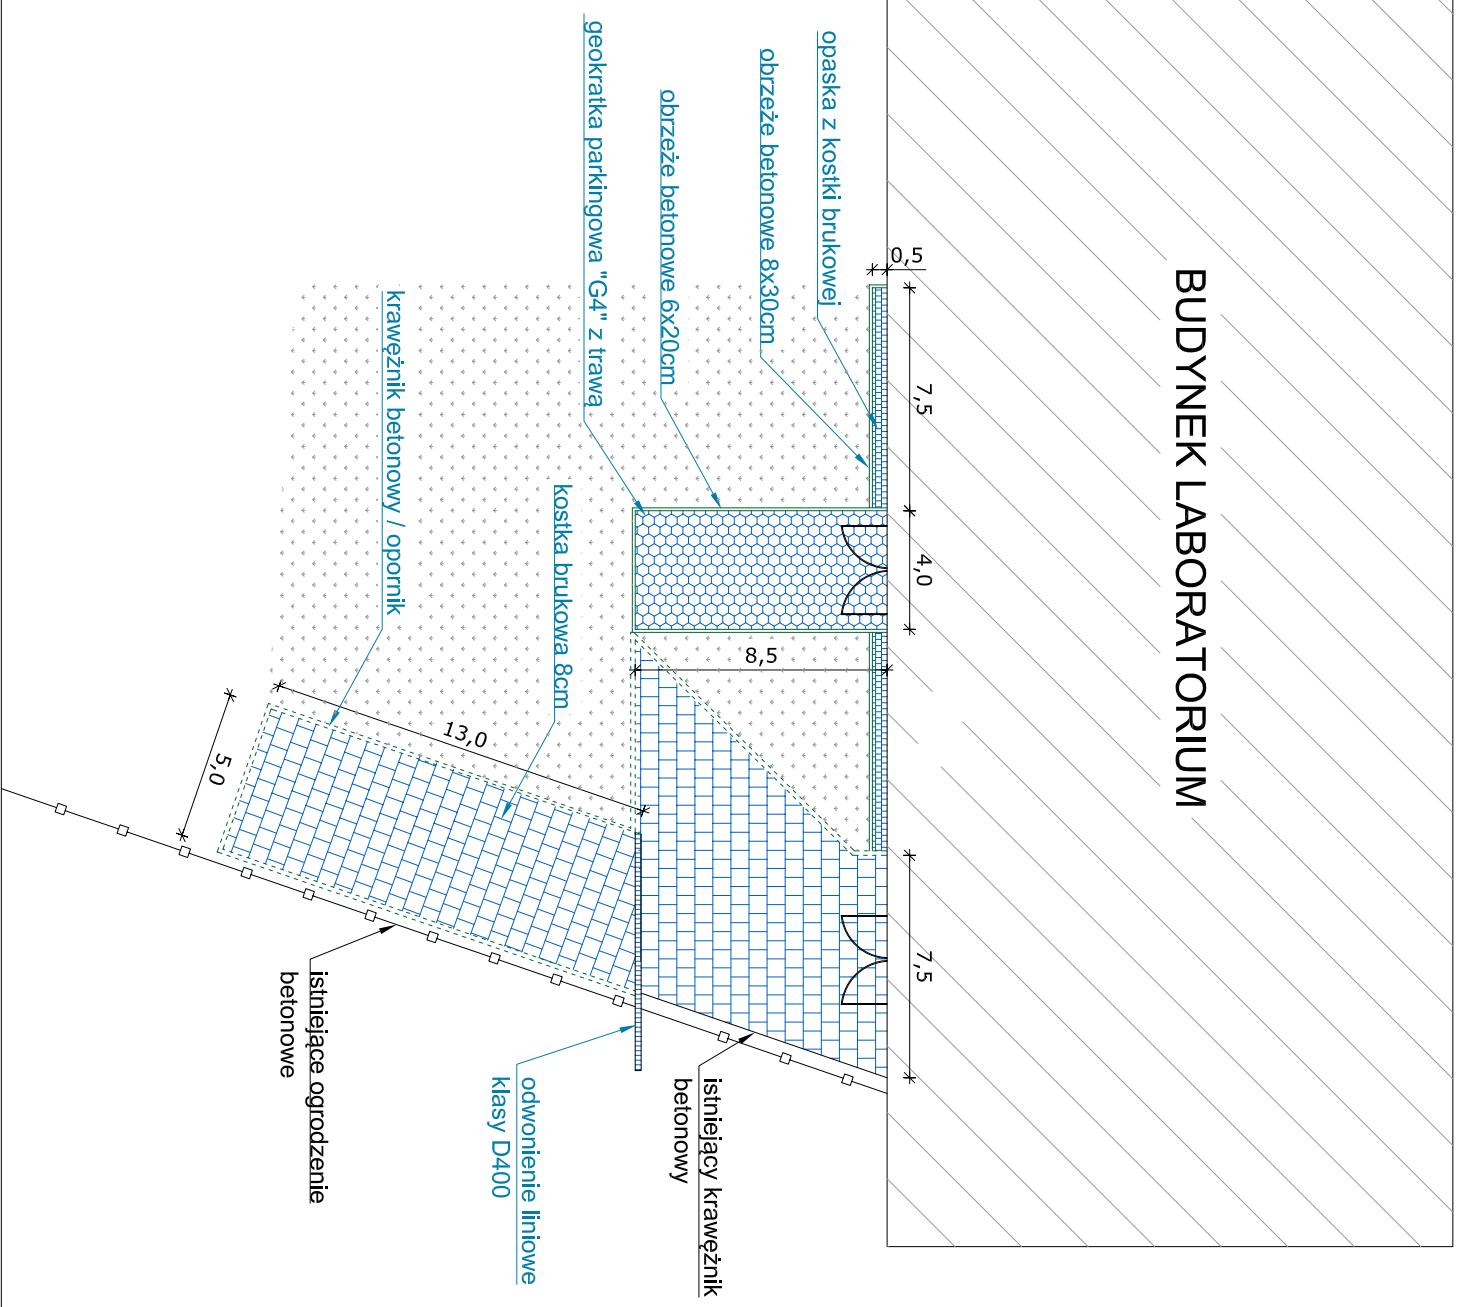 BUDYNEK LABORATORIUM
opaska z kostki brukowej
obrzeże betonowe 8x30cm
obrzeże betonowe 6x20cm
geokratka parkingowa "G4" z trawą
krawężnik betonowy / opornik
kostka brukowa 8cm
0,5
7,5
4,0
8,5
7,5
13,0
5,0
istniejący krawężnik
betonowy
odwonienie liniowe
klasy D400
istniejące ogrodzenie
betonowe